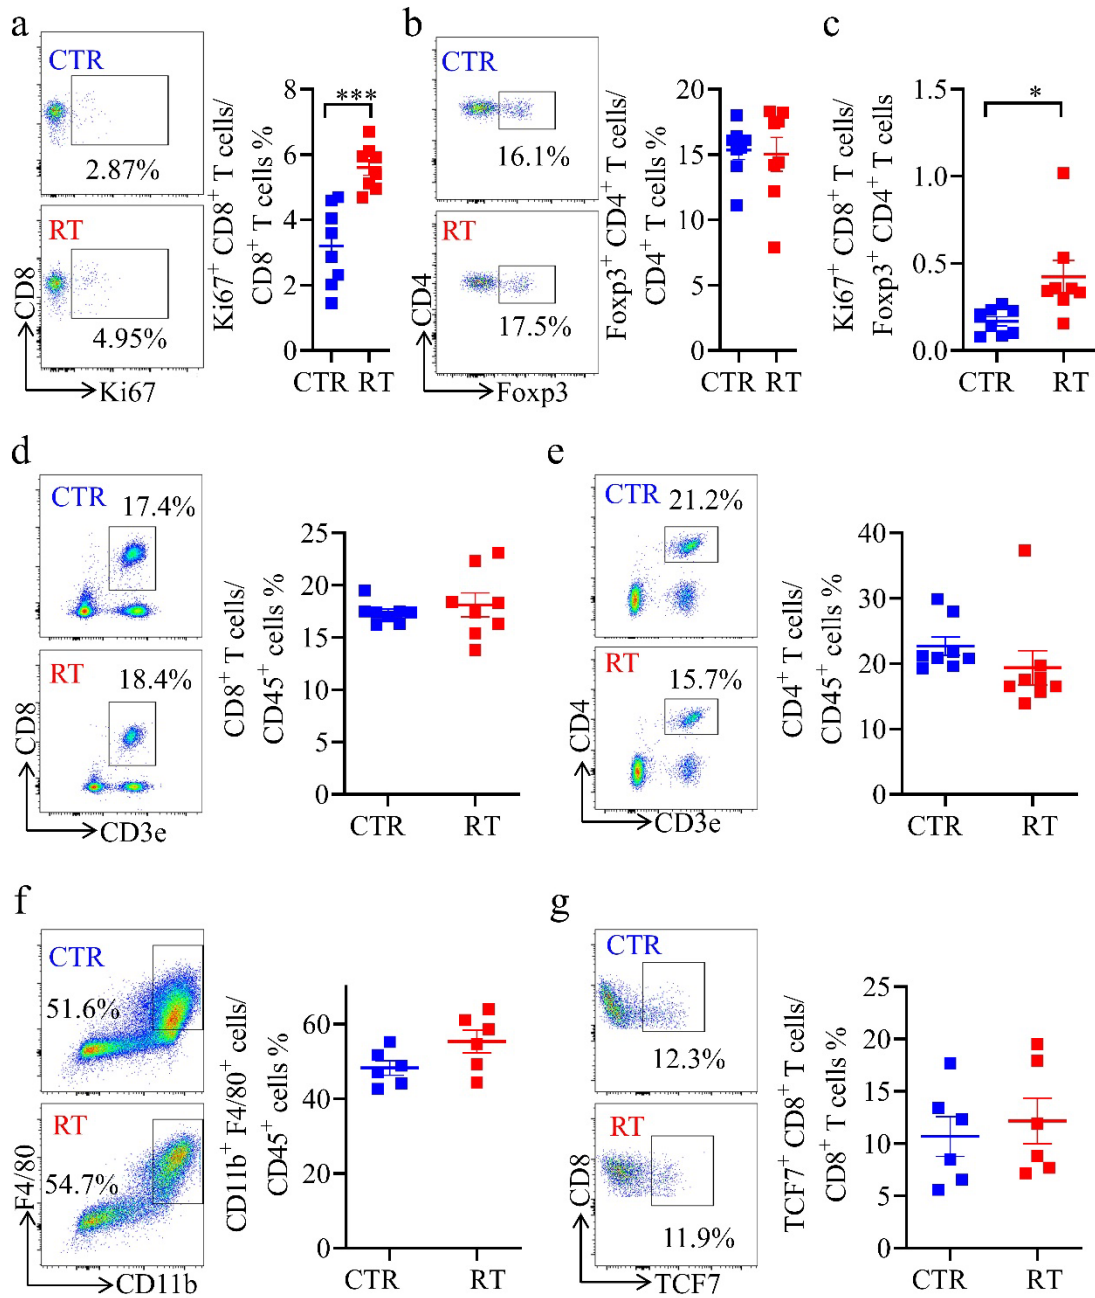 a
CTR
2.87%
RT
4.95%
CD8
Ki67
Ki67⁺ CD8⁺ T cells/
CD8⁺ T cells %
8
6
4
2
0
***
CTR RT
b
CTR
16.1%
RT
17.5%
CD4
Foxp3
Foxp3⁺ CD4⁺ T cells/
CD4⁺ T cells %
20
15
10
5
0
CTR RT
c
Ki67⁺ CD8⁺ T cells/
Foxp3⁺ CD4⁺ T cells
1.5
1.0
0.5
0.0
*
CTR RT
d
CTR
17.4%
RT
18.4%
CD8
CD3e
CD8⁺ T cells/
CD45⁺ cells %
25
20
15
10
5
0
CTR RT
e
CTR
21.2%
RT
15.7%
CD4
CD3e
CD4⁺ T cells/
CD45⁺ cells %
40
30
20
10
0
CTR RT
f
CTR
51.6%
RT
54.7%
F4/80
CD11b
CD11b⁺ F4/80⁺ cells/
CD45⁺ cells %
60
40
20
0
CTR RT
g
CTR
12.3%
RT
11.9%
CD8
TCF7
TCF7⁺ CD8⁺ T cells/
CD8⁺ T cells %
25
20
15
10
5
0
CTR RT